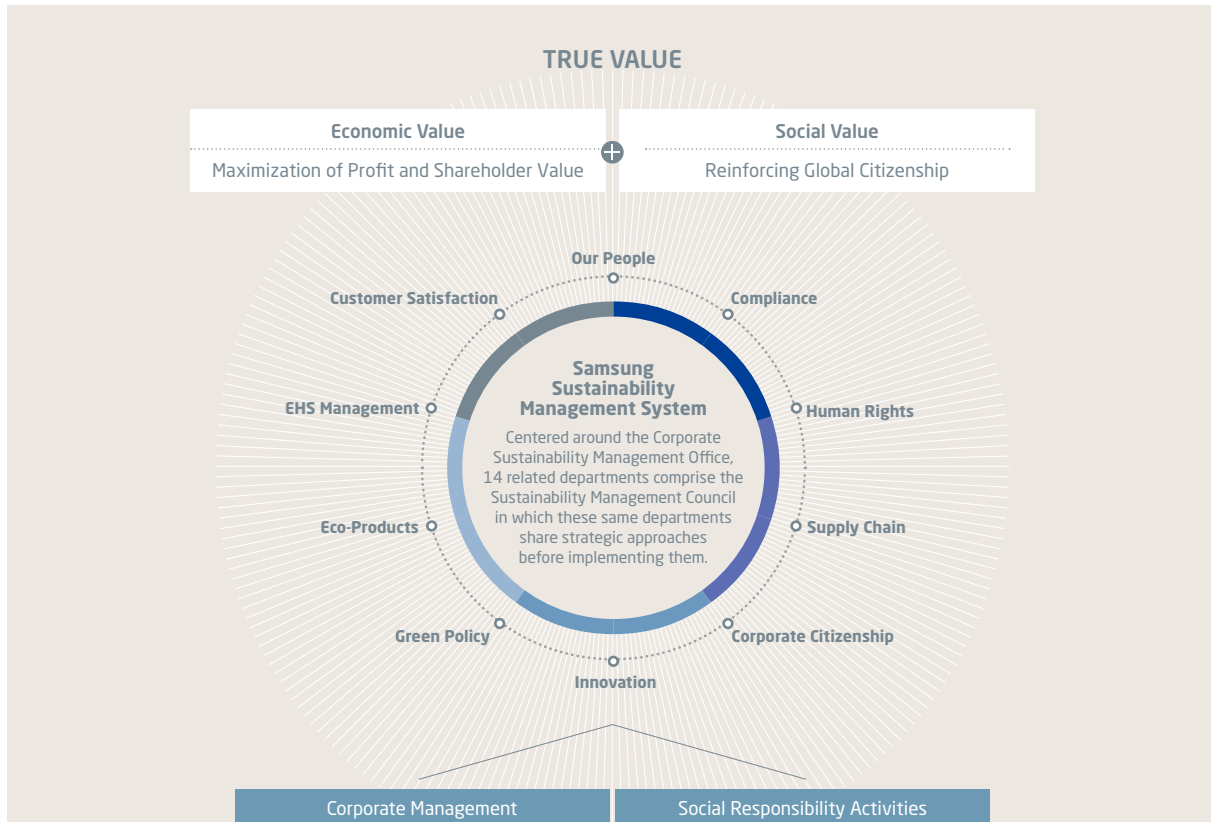 TRUE VALUE
Economic Value
Maximization of Profit and Shareholder Value
Social Value
Reinforcing Global Citizenship
Our People
Customer Satisfaction
Compliance
EHS Management
Human Rights
Samsung
Sustainability
Management System
Centered around the Corporate
Sustainability Management Office,
14 related departments comprise the
Sustainability Management Council
in which these same departments
share strategic approaches
before implementing them.
Eco-Products
Supply Chain
Green Policy
Corporate Citizenship
Innovation
Corporate Management
Social Responsibility Activities